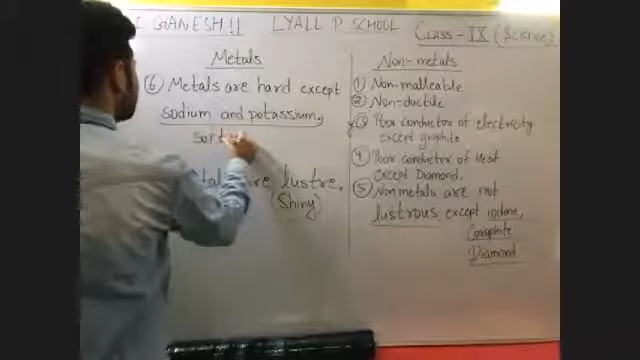 GANESH 11 LYALL P SCHOOL CLASS - IX (Science)
Metals
⑥ Metals are hard except
sodium and potassium,
are lustre.
(Shiny)
Non-metals
① Non-malleable
② Non-ductile
③ Poor conductor of electricity
except graphite
④ Poor conductor of Heat
except Diamond.
⑤ Non metals are not
lustrous except iodine,
Graphite
Diamond